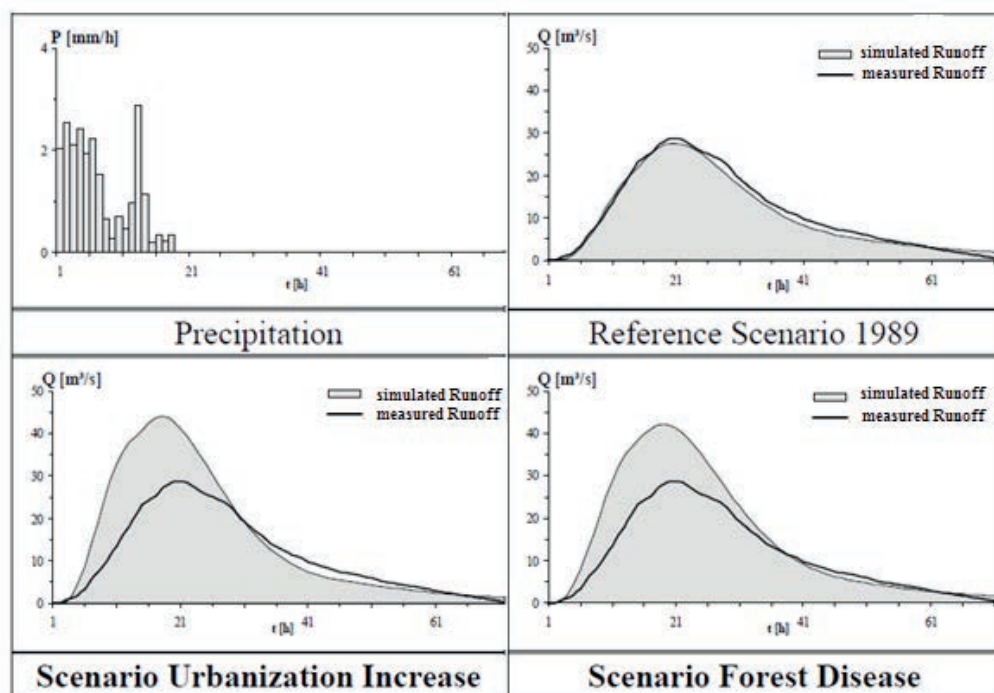 P [mm/h]
4
2
0
1 21 41 61
t [h]
Precipitation
Q [m³/s]
simulated Runoff
measured Runoff
50
40
30
20
10
0
1 21 41 61
t [h]
Reference Scenario 1989
Q [m³/s]
simulated Runoff
measured Runoff
50
40
30
20
10
0
1 21 41 61
t [h]
Scenario Urbanization Increase
Q [m³/s]
simulated Runoff
measured Runoff
50
40
30
20
10
0
1 21 41 61
t [h]
Scenario Forest Disease